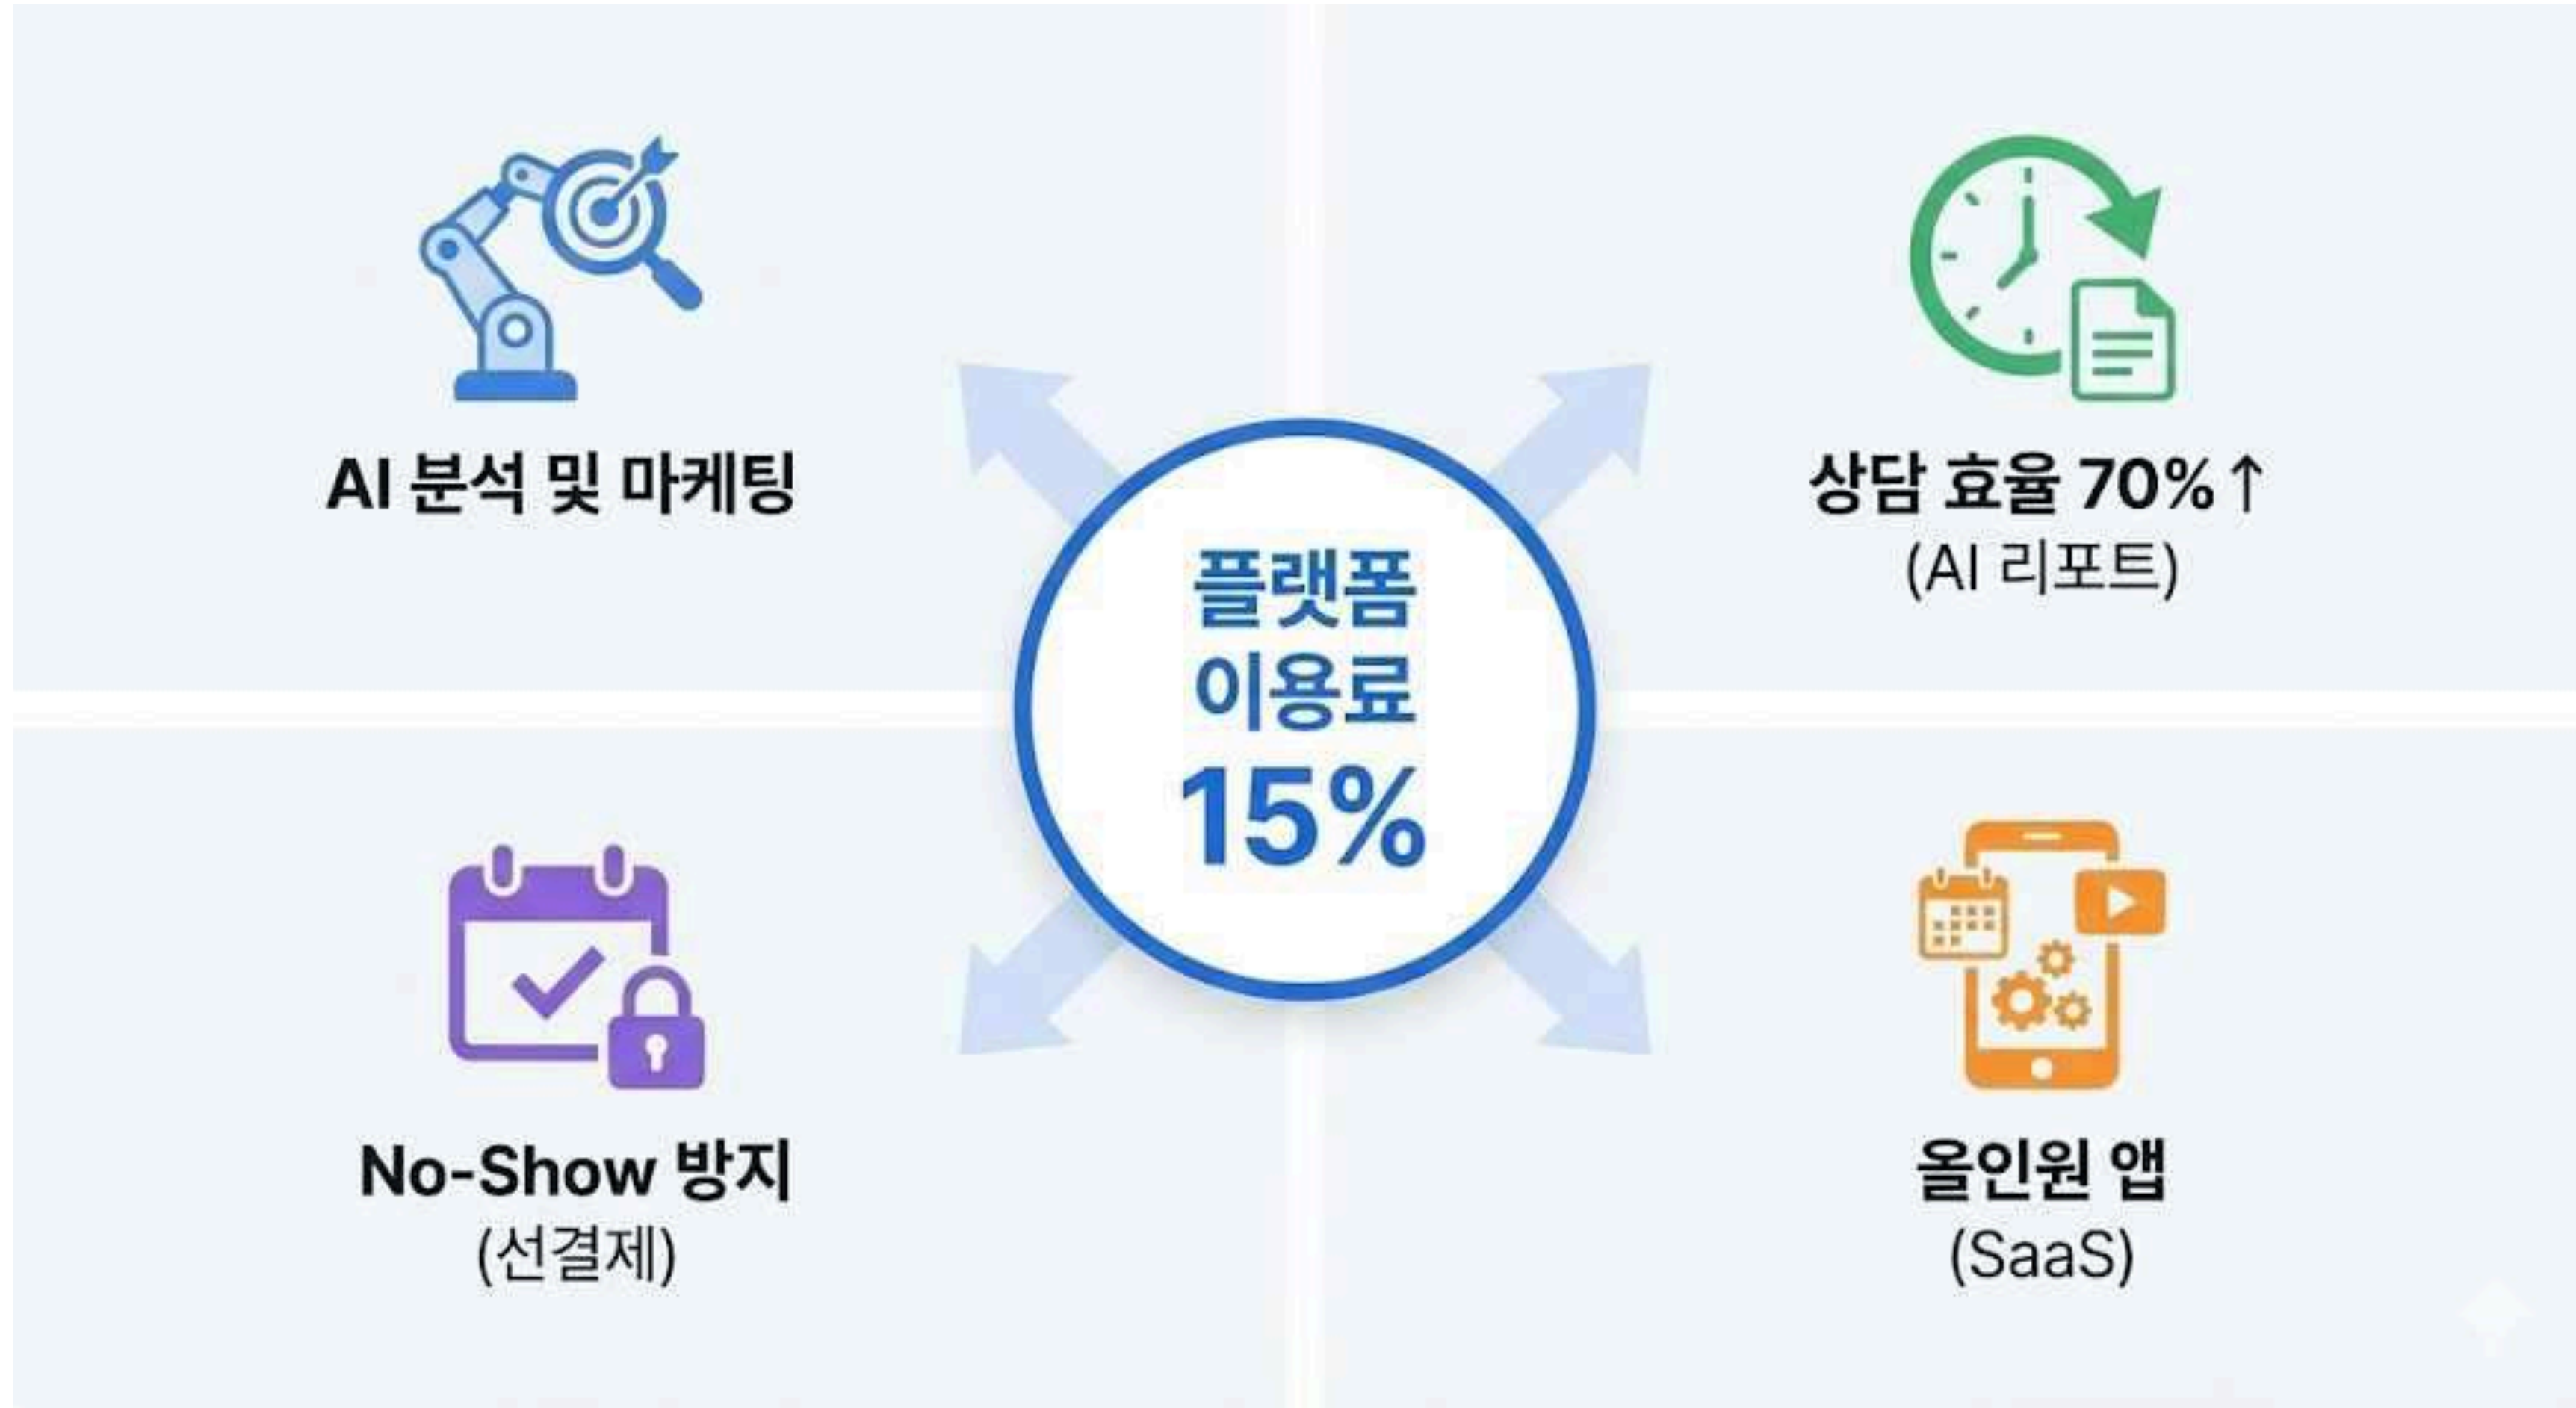 AI 분석 및 마케팅
상담 효율 70%↑
(AI 리포트)
플랫폼
이용료
15%
No-Show 방지
(선결제)
올인원 앱
(SaaS)